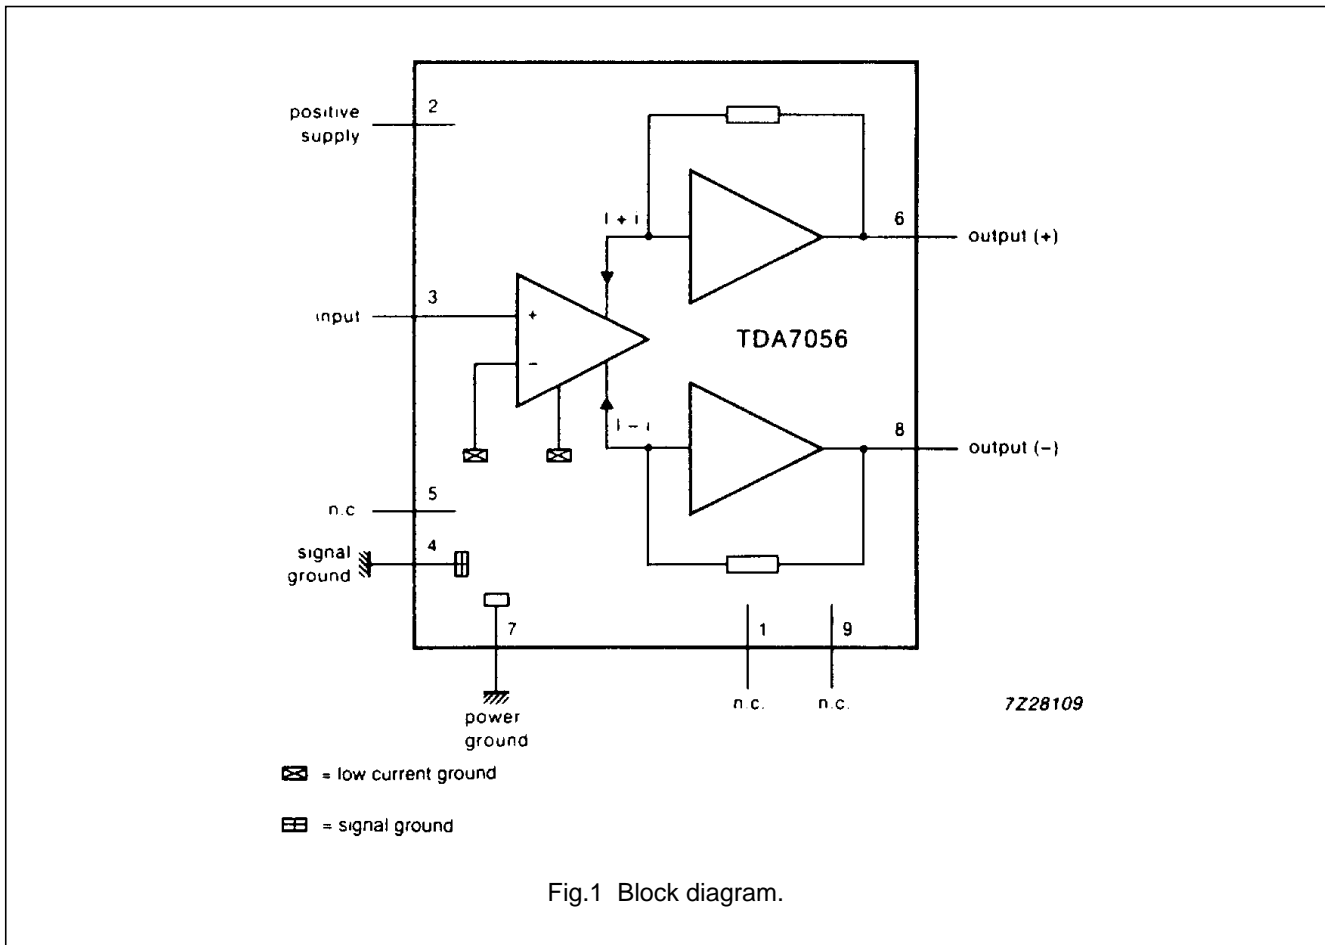 positive
supply
2
I + i
6
output (+)
3
input
+
−
TDA7056
I − i
8
output (−)
5
n.c
signal
ground
4
7
1
9
power
ground
n.c.
n.c.
7Z28109
= low current ground
= signal ground
Fig.1 Block diagram.